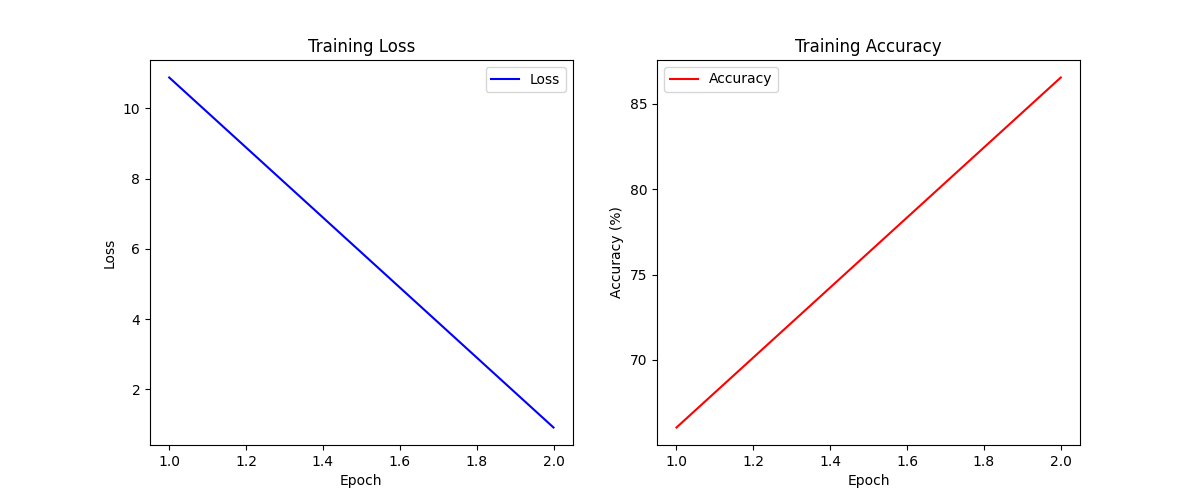 Training Loss
Loss
10
8
6
4
2
Loss
1.0 1.2 1.4 1.6 1.8 2.0
Epoch
Training Accuracy
Accuracy
85
80
75
70
Accuracy (%)
1.0 1.2 1.4 1.6 1.8 2.0
Epoch